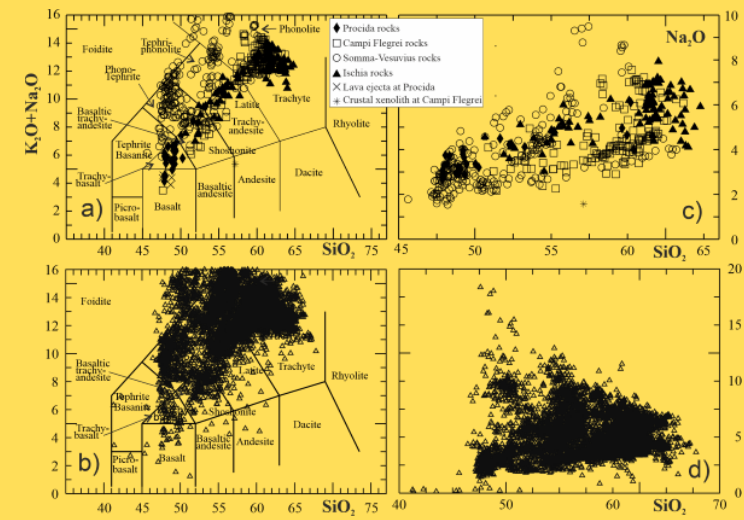 16
14
12
10
8
6
4
2
0
K2O+Na2O
Foidite
Tephri-
phonolite
Phono-
Tephrite
Basaltic
trachy-
andesite
Tephrite
Basanite
Trachy-
basalt
Picro-
basalt
Basalt
Basaltic
andesite
Andesite
Dacite
Rhyolite
Trachyte
Latite
Trachy-
andesite
Shoshonite
Phonolite
a)
40 45 50 55 60 65 70 75
SiO2
Procida rocks
Campi Flegrei rocks
Somma-Vesuvius rocks
Ischia rocks
Lava ejecta at Procida
Crustal xenolith at Campi Flegrei
Na2O
10
8
6
4
2
0
c)
45 50 55 60 65
SiO2
16
14
12
10
8
6
4
2
0
Foidite
Basaltic
trachy-
andesite
Tephrite
Basanite
Trachy-
basalt
Picro-
basalt
Basalt
Basaltic
andesite
Andesite
Dacite
Rhyolite
Trachyte
Latite
Shoshonite
b)
40 45 50 55 60 65 70 75
SiO2
20
15
10
5
0
d)
40 50 60 70
SiO2